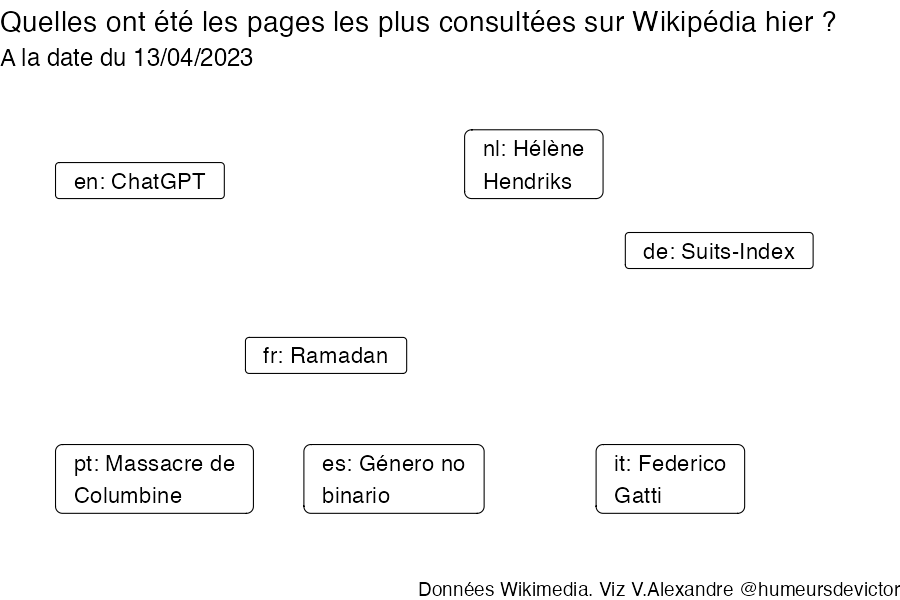 Quelles ont été les pages les plus consultées sur Wikipédia hier ?
A la date du 13/04/2023
nl: Hélène
Hendriks
en: ChatGPT
de: Suits-Index
fr: Ramadan
pt: Massacre de
Columbine
es: Género no
binario
it: Federico
Gatti
Données Wikimedia. Viz V.Alexandre @humeursdevictor